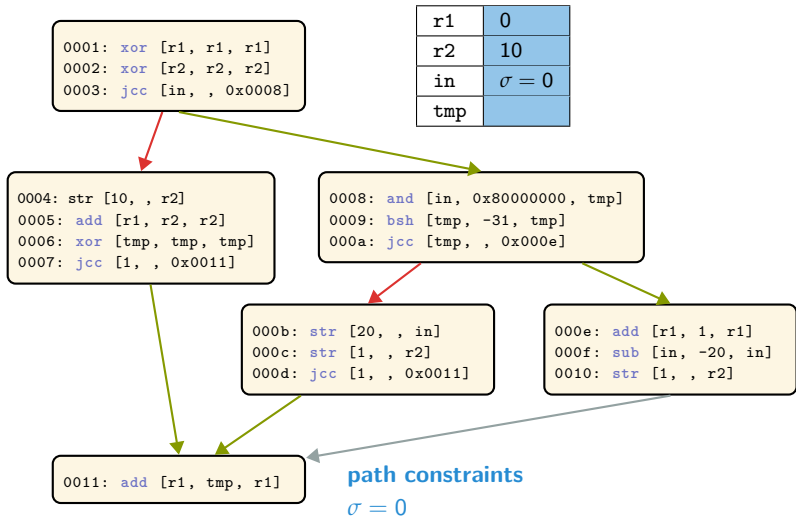 0001: xor [r1, r1, r1]
0002: xor [r2, r2, r2]
0003: jcc [in, , 0x0008]
r1 0
r2 10
in σ = 0
tmp
0004: str [10, , r2]
0005: add [r1, r2, r2]
0006: xor [tmp, tmp, tmp]
0007: jcc [1, , 0x0011]
0008: and [in, 0x80000000, tmp]
0009: bsh [tmp, -31, tmp]
000a: jcc [tmp, , 0x000e]
000b: str [20, , in]
000c: str [1, , r2]
000d: jcc [1, , 0x0011]
000e: add [r1, 1, r1]
000f: sub [in, -20, in]
0010: str [1, , r2]
0011: add [r1, tmp, r1]
path constraints
σ = 0